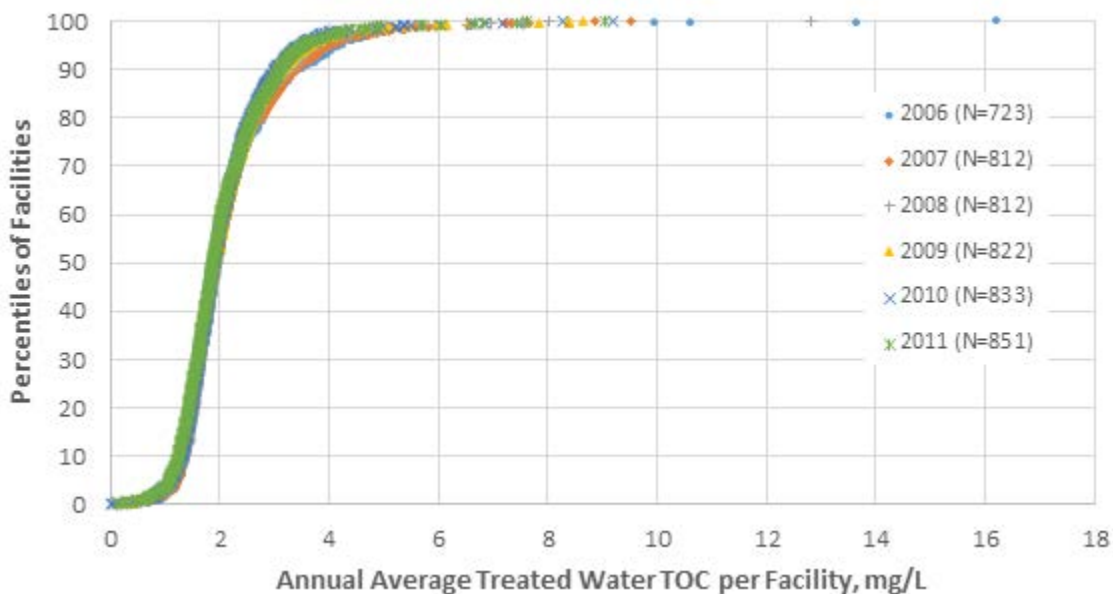 Percentiles of Facilities
100
90
80
70
60
50
40
30
20
10
0
0 2 4 6 8 10 12 14 16 18
Annual Average Treated Water TOC per Facility, mg/L
2006 (N=723)
2007 (N=812)
2008 (N=812)
2009 (N=822)
2010 (N=833)
2011 (N=851)